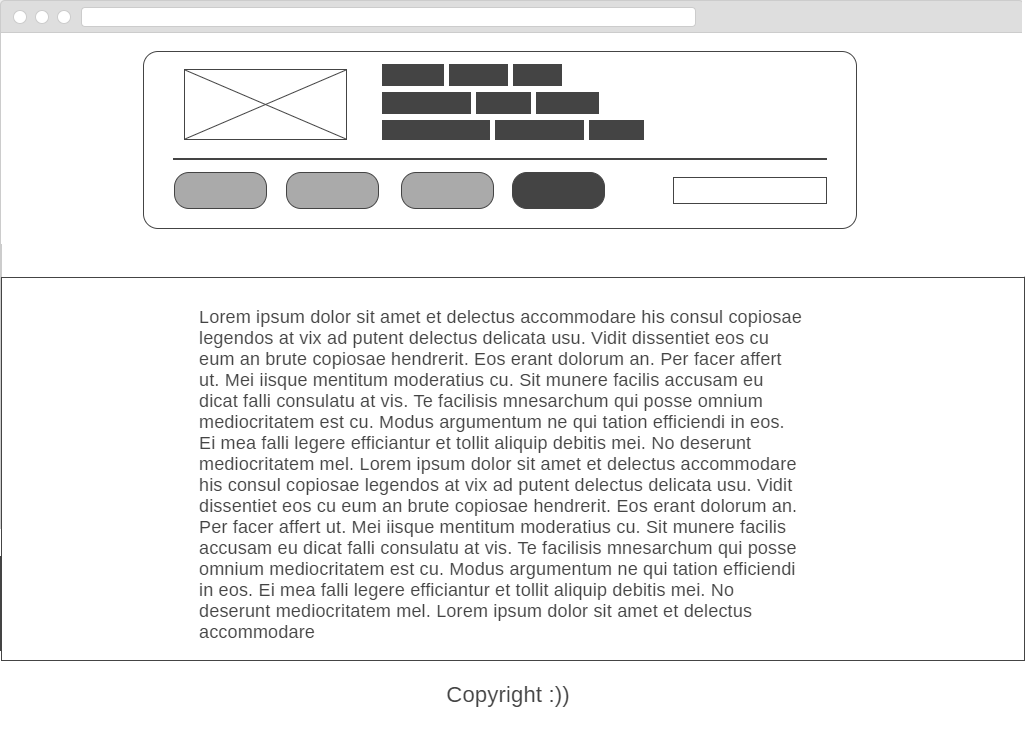 Lorem ipsum dolor sit amet et delectus accommodare his consul copiosae
legendos at vix ad putent delectus delicata usu. Vidit dissentiet eos cu
eum an brute copiosae hendrerit. Eos erant dolorum an. Per facer affert
ut. Mei iisque mentitum moderatius cu. Sit munere facilis accusam eu
dicat falli consulatu at vis. Te facilisis mnesarchum qui posse omnium
mediocritatem est cu. Modus argumentum ne qui tation efficiendi in eos.
Ei mea falli legere efficiantur et tollit aliquip debitis mei. No deserunt
mediocritatem mel. Lorem ipsum dolor sit amet et delectus accommodare
his consul copiosae legendos at vix ad putent delectus delicata usu. Vidit
dissentiet eos cu eum an brute copiosae hendrerit. Eos erant dolorum an.
Per facer affert ut. Mei iisque mentitum moderatius cu. Sit munere facilis
accusam eu dicat falli consulatu at vis. Te facilisis mnesarchum qui posse
omnium mediocritatem est cu. Modus argumentum ne qui tation efficiendi
in eos. Ei mea falli legere efficiantur et tollit aliquip debitis mei. No
deserunt mediocritatem mel. Lorem ipsum dolor sit amet et delectus
accommodare
Copyright :))